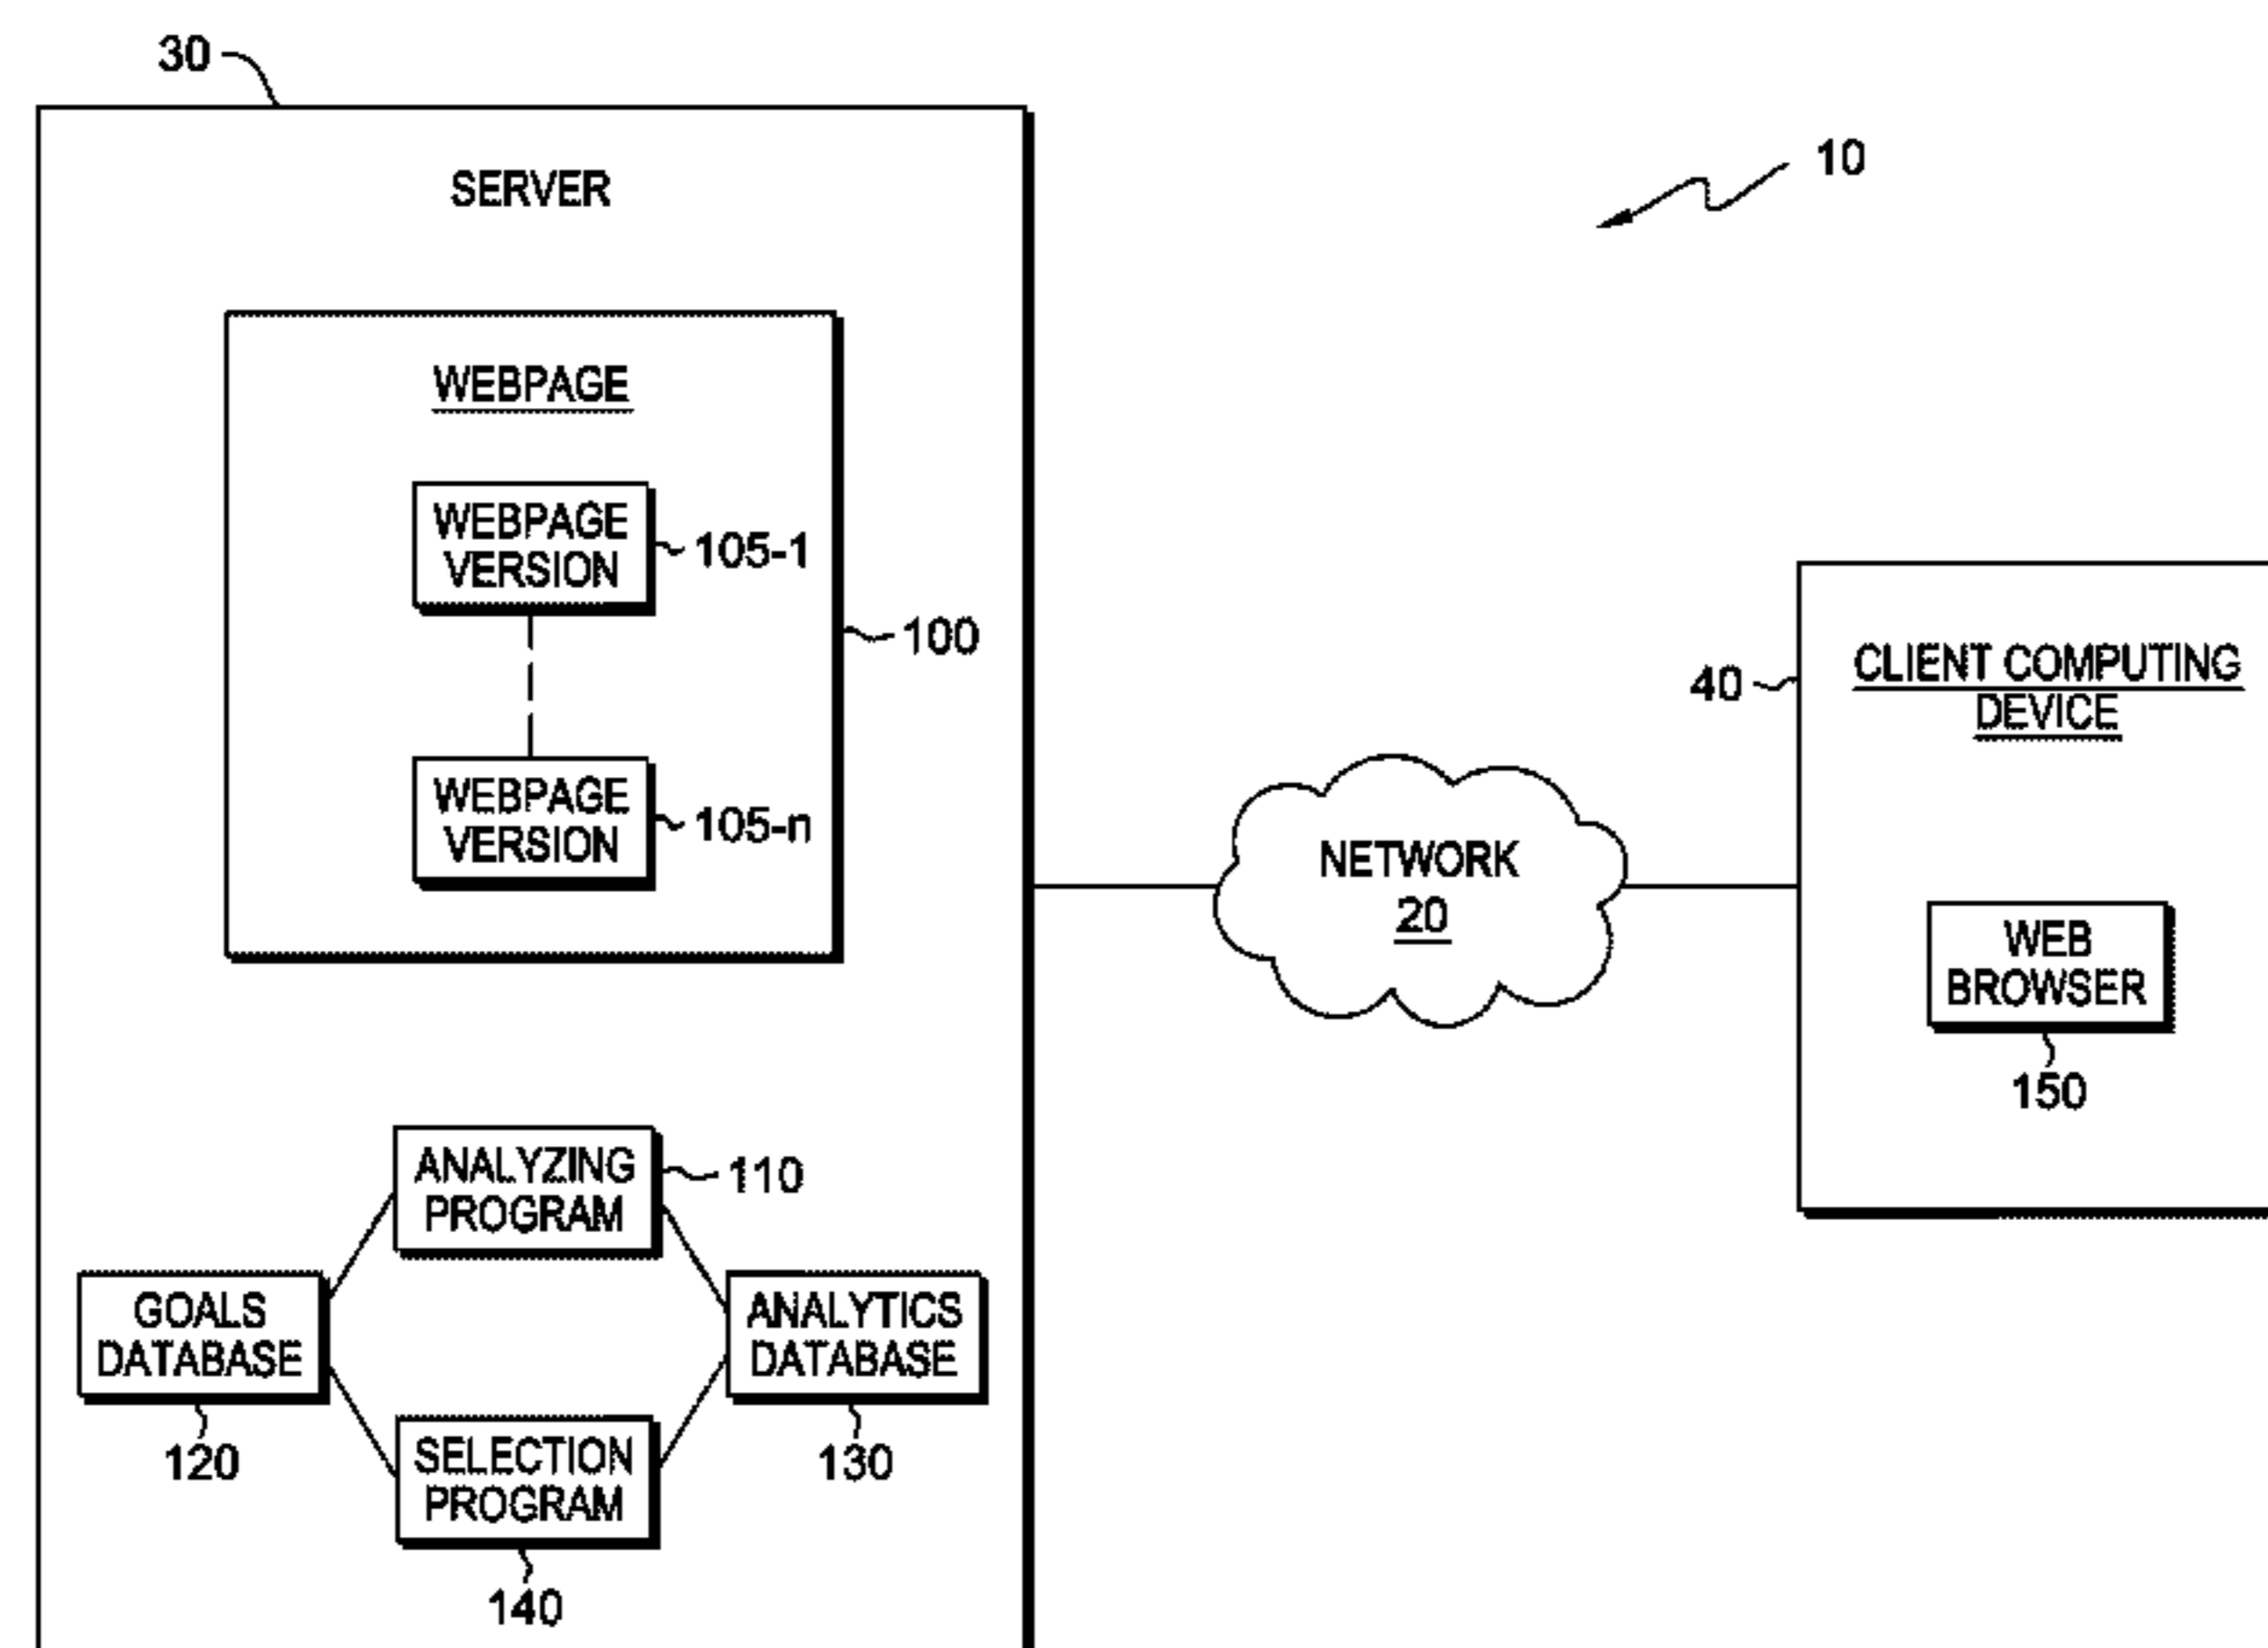 30
10
SERVER
WEBPAGE
WEBPAGE
VERSION
105-1
100
WEBPAGE
VERSION
105-n
NETWORK
20
40
CLIENT COMPUTING
DEVICE
WEB
BROWSER
150
ANALYZING
PROGRAM
110
GOALS
DATABASE
120
ANALYTICS
DATABASE
130
SELECTION
PROGRAM
140